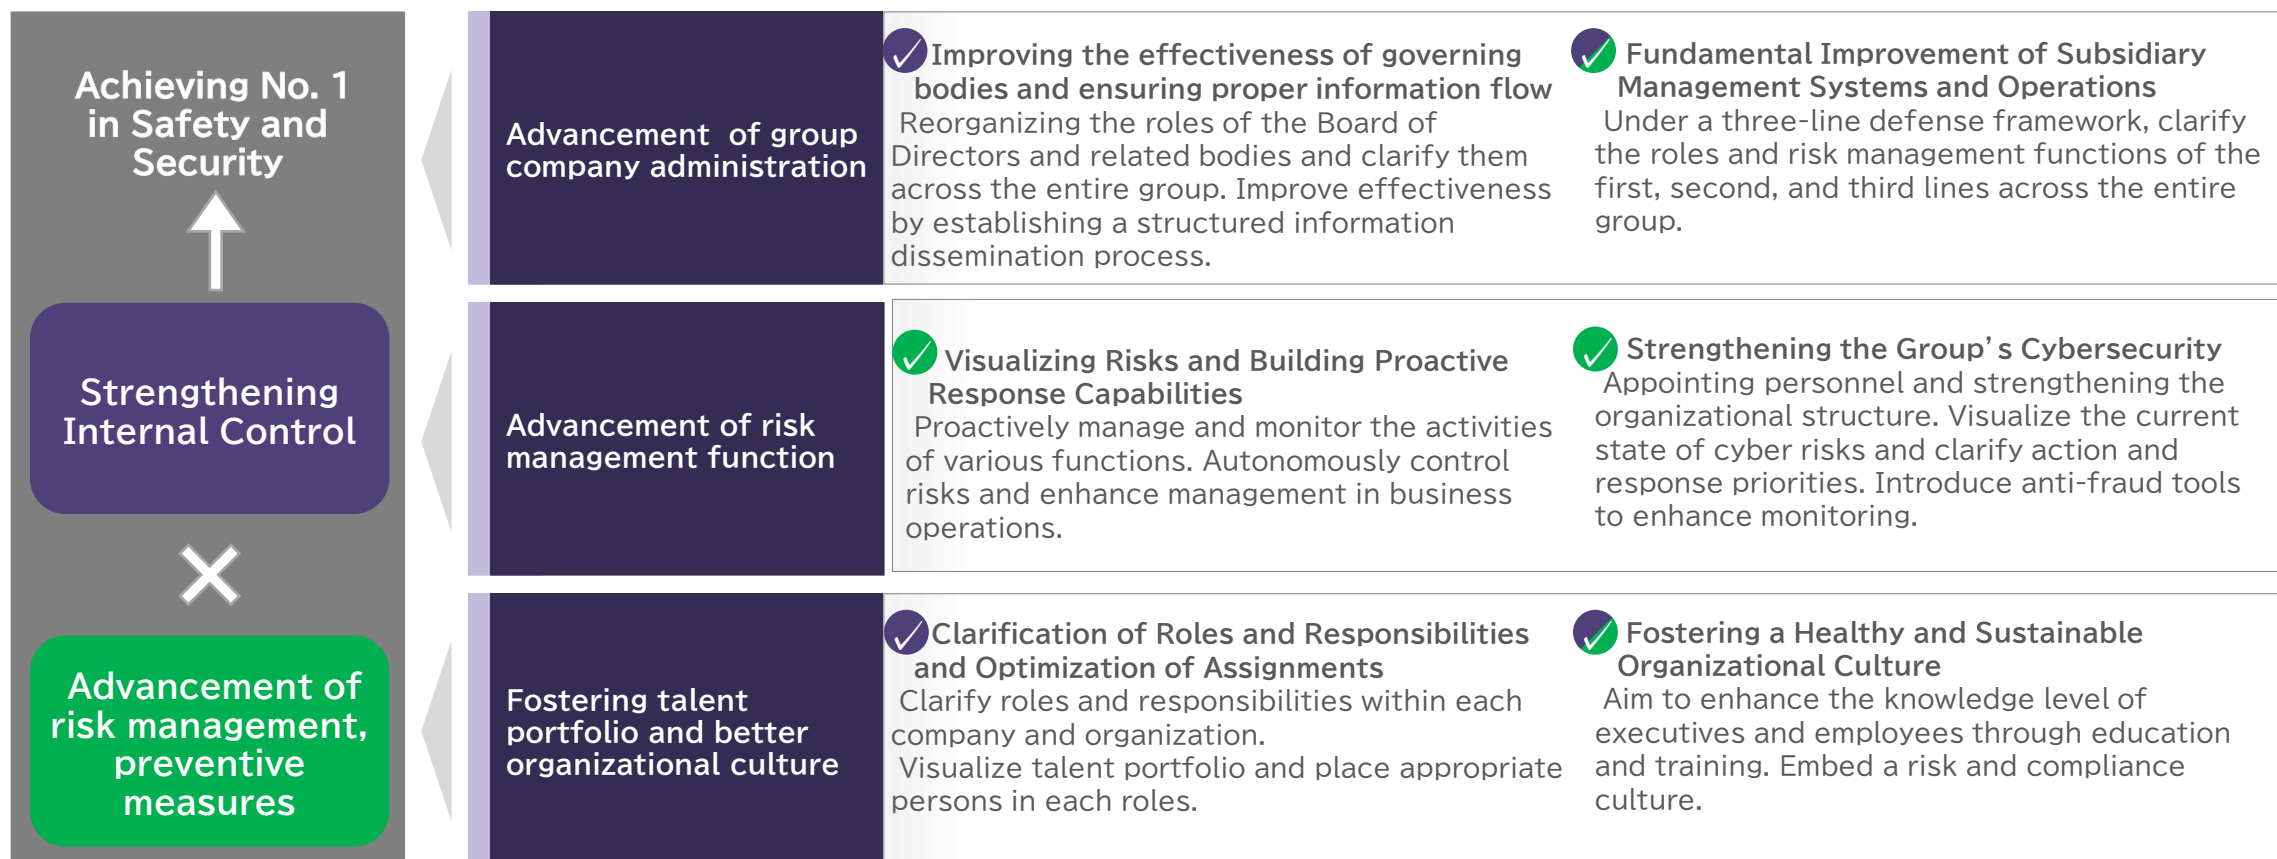 Achieving No. 1
in Safety and
Security
Strengthening
Internal Control
Advancement of
risk management,
preventive
measures
Advancement  of group
company administration
Improving the effectiveness of governing
bodies and ensuring proper information flow
Reorganizing the roles of the Board of
Directors and related bodies and clarify them
across the entire group. Improve effectiveness
by establishing a structured information
dissemination process.
Fundamental Improvement of Subsidiary
Management Systems and Operations
Under a three-line defense framework, clarify
the roles and risk management functions of the
first, second, and third lines across the entire
group.
Advancement of risk
management function
Visualizing Risks and Building Proactive
Response Capabilities
Proactively manage and monitor the activities
of various functions. Autonomously control
risks and enhance management in business
operations.
Strengthening the Group’s Cybersecurity
Appointing personnel and strengthening the
organizational structure. Visualize the current
state of cyber risks and clarify action and
response priorities. Introduce anti-fraud tools
to enhance monitoring.
Fostering talent
portfolio and better
organizational culture
Clarification of Roles and Responsibilities
and Optimization of Assignments
Clarify roles and responsibilities within each
company and organization.
Visualize talent portfolio and place appropriate
persons in each roles.
Fostering a Healthy and Sustainable
Organizational Culture
Aim to enhance the knowledge level of
executives and employees through education
and training. Embed a risk and compliance
culture.